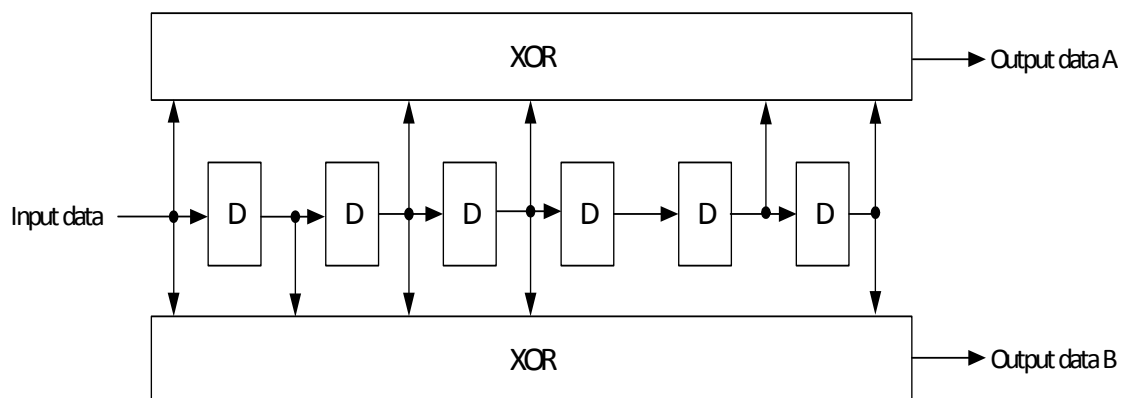 XOR
Output data A
Input data
D D D D D D
XOR
Output data B